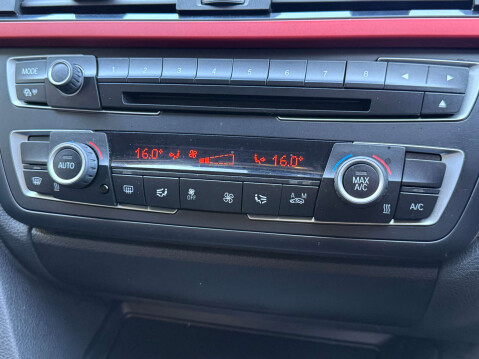 MODE 1 2 3 4 5 6 7 8
16.0° 16.0°
AUTO MAX A/C
OFF A M A/C